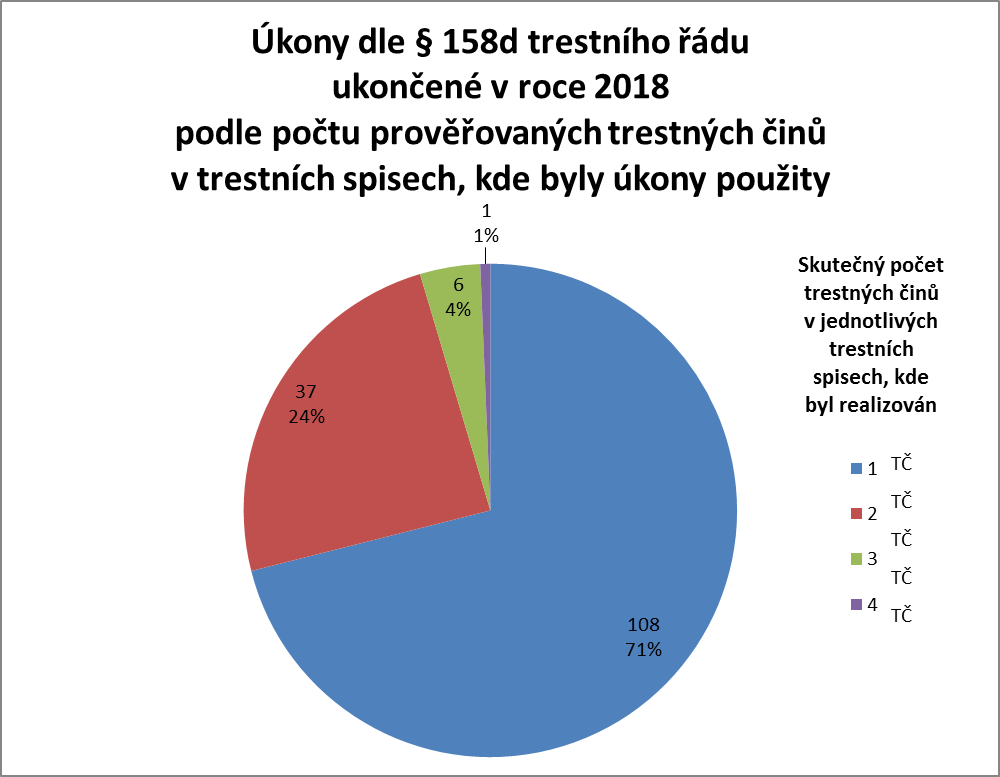 Úkony dle § 158d trestního řádu
ukončené v roce 2018
podle počtu prověřovaných trestných činů
v trestních spisech, kde byly úkony použity
1
1%
6
4%
37
24%
108
71%
Skutečný počet
trestných činů
v jednotlivých
trestních
spisech, kde
byl realizován
1 TČ
TČ
2
TČ
3
TČ
4
TČ